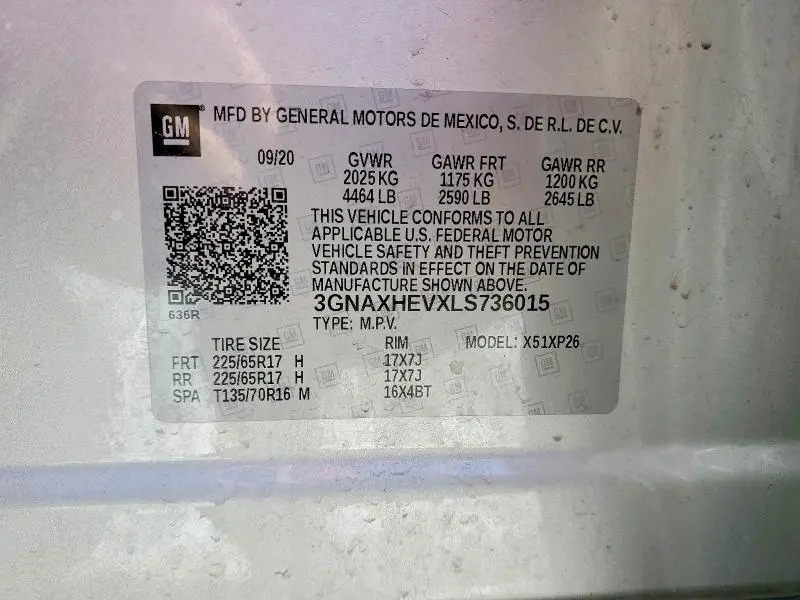 GM® MFD BY GENERAL MOTORS DE MEXICO, S. DE R.L. DE C.V.
09/20 GVWR GAWR FRT GAWR RR
2025 KG 1175 KG 1200 KG
4464 LB 2590 LB 2645 LB
THIS VEHICLE CONFORMS TO ALL
APPLICABLE U.S. FEDERAL MOTOR
VEHICLE SAFETY AND THEFT PREVENTION
STANDARDS IN EFFECT ON THE DATE OF
MANUFACTURE SHOWN ABOVE.
3GNAXHEVXLS736015
636R
TYPE: M.P.V.
TIRE SIZE RIM MODEL: X51XP26
FRT 225/65R17 H 17X7J
RR 225/65R17 H 17X7J
SPA T135/70R16 M 16X4BT